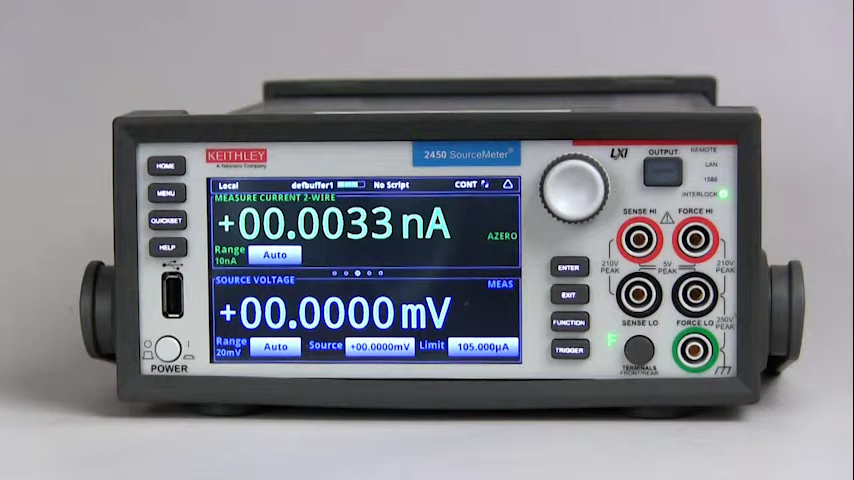 KEITHLEY
A Tektronix Company
2450 SourceMeter®
LXI
OUTPUT
REMOTE
LAN
1588
INTERLOCK
HOME
MENU
QUICKSET
HELP
POWER
Local defbuffer1 No Script CONT
MEASURE CURRENT 2-WIRE
+00.0033 nA
AZERO
Range Auto
10nA
SOURCE VOLTAGE MEAS
+00.0000 mV
Range Auto Source +00.0000mV Limit 105.000µA
20mV
ENTER
EXIT
FUNCTION
TRIGGER
SENSE HI FORCE HI
210V PEAK
5V PEAK
210V PEAK
SENSE LO FORCE LO
250V PEAK
F
TERMINALS
FRONT/REAR